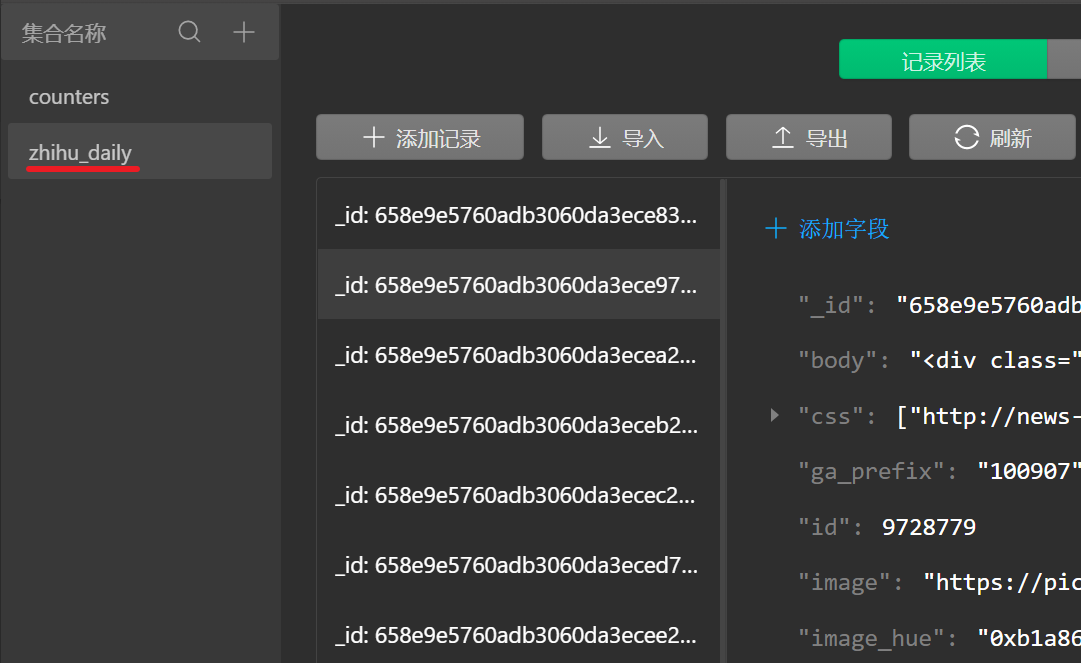 集合名称
counters
zhihu_daily
记录列表
添加记录
导入
导出
刷新
_id: 658e9e5760adb3060da3ece83...
_id: 658e9e5760adb3060da3ece97...
_id: 658e9e5760adb3060da3ecea2...
_id: 658e9e5760adb3060da3eceb2...
_id: 658e9e5760adb3060da3ecec2...
_id: 658e9e5760adb3060da3eced7...
_id: 658e9e5760adb3060da3ecee2...
添加字段
"_id": "658e9e5760adb
"body": "<div class="
"css": ["http://news-
"ga_prefix": "100907"
"id": 9728779
"image": "https://pic
"image_hue": "0xb1a86